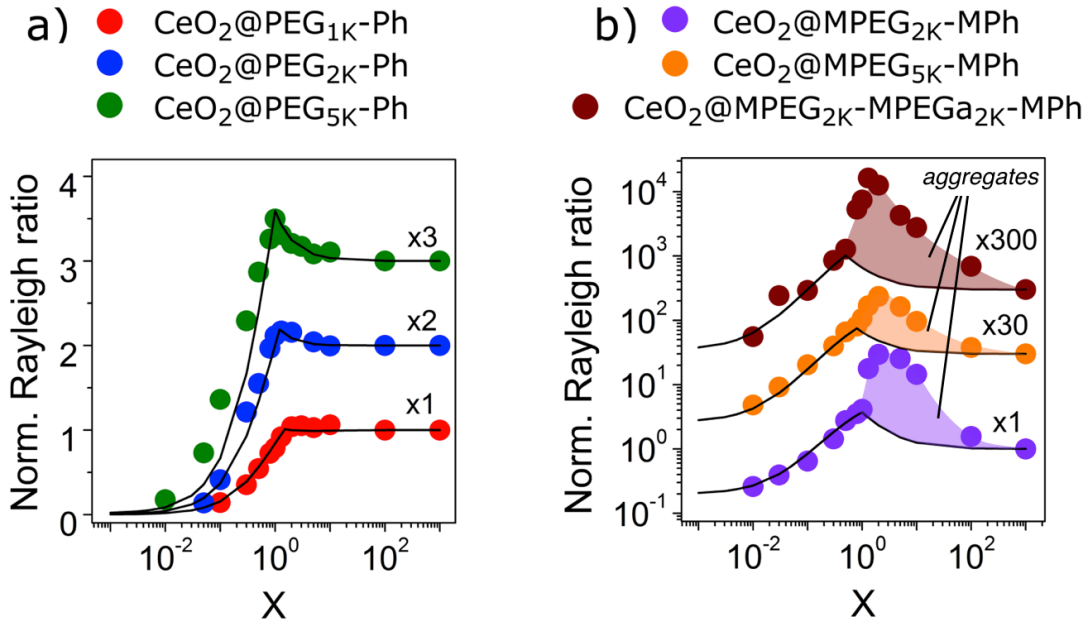 a)
CeO₂@PEG₁ₖ-Ph
CeO₂@PEG₂ₖ-Ph
CeO₂@PEG₅ₖ-Ph
Norm. Rayleigh ratio
4
3
2
1
0
x3
x2
x1
10⁻² 10⁰ 10²
X
b)
CeO₂@MPEG₂ₖ-MPh
CeO₂@MPEG₅ₖ-MPh
CeO₂@MPEG₂ₖ-MPEGa₂ₖ-MPh
Norm. Rayleigh ratio
10⁴
10³
10²
10¹
10⁰
10⁻¹
aggregates
x300
x30
x1
10⁻² 10⁰ 10²
X